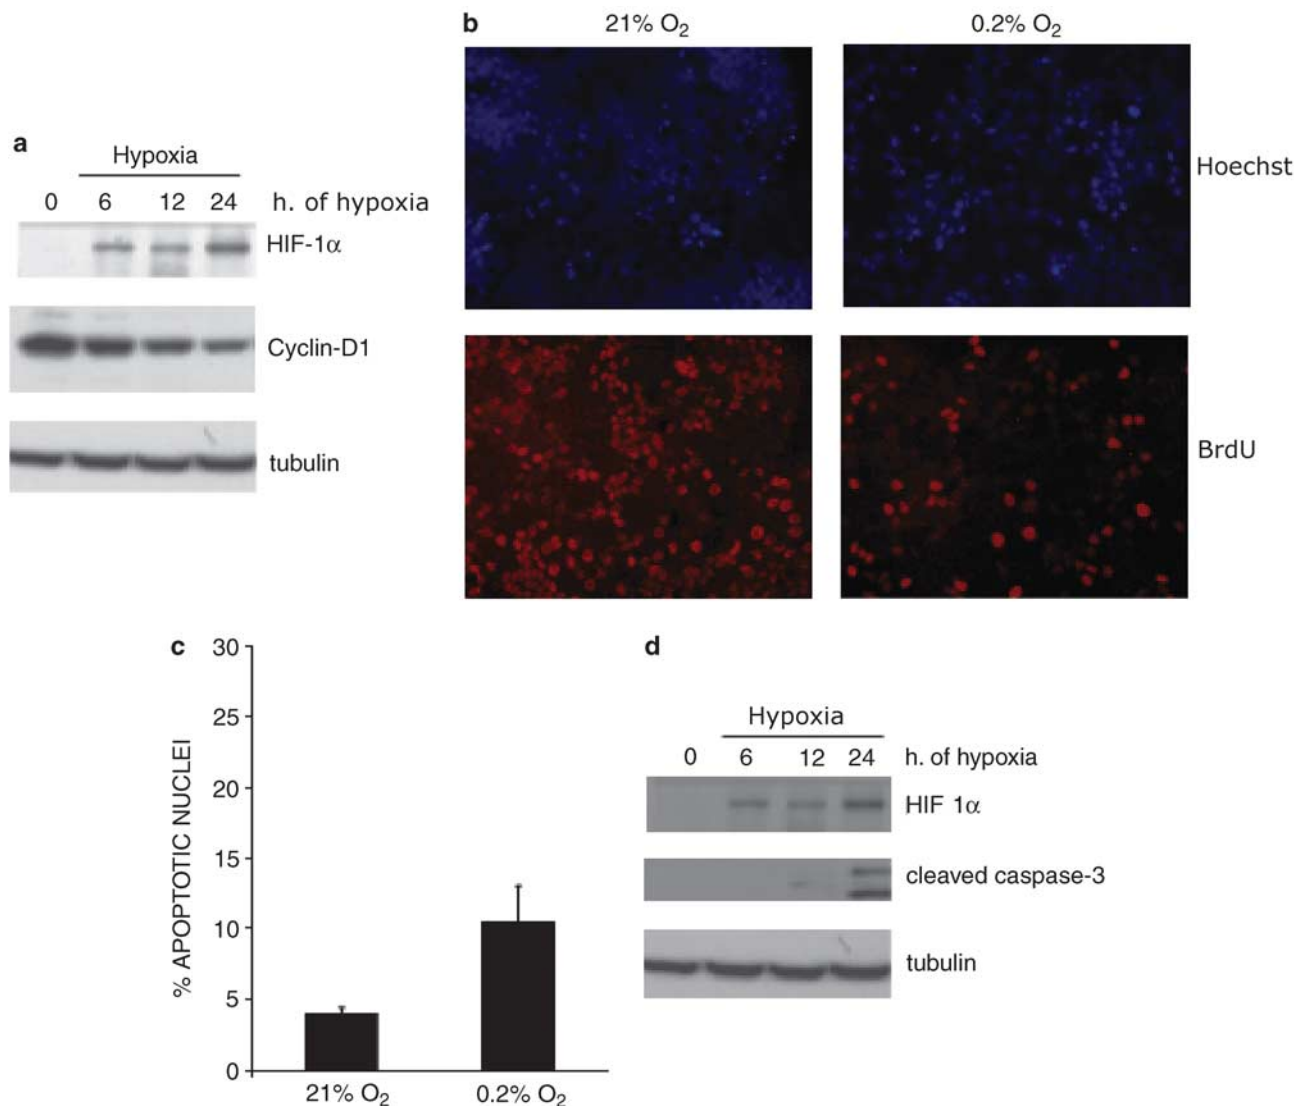 a
Hypoxia
0 6 12 24 h. of hypoxia
HIF-1α
Cyclin-D1
tubulin
b
21% O2 0.2% O2
Hoechst
BrdU
c
30
25
20
15
10
5
0
% APOPTOTIC NUCLEI
21% O2 0.2% O2
d
Hypoxia
0 6 12 24 h. of hypoxia
HIF 1α
cleaved caspase-3
tubulin